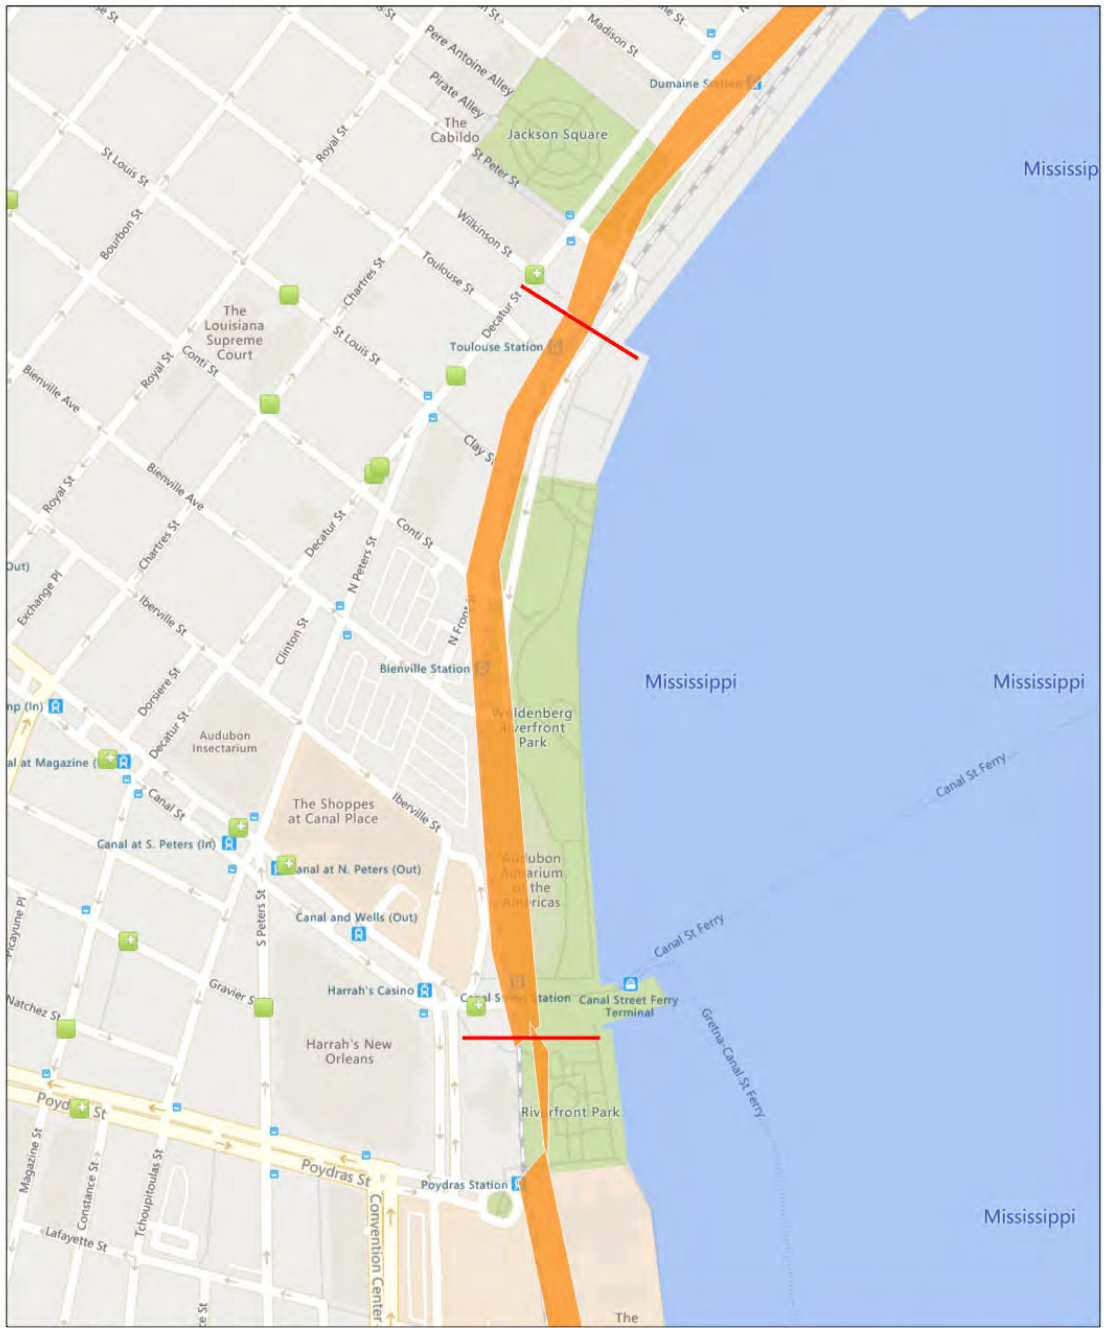 Madison St
Pere Antoine Alley
Pirate Alley
Dumaine Station
The
Cabildo
Jackson Square
Royal St
St Louis St
St Peter St
Mississip
Bourbon St
Wilkinson St
Toulouse St
Chartres St
Decatur St
The
Louisiana
Supreme
Court
St Louis St
Toulouse Station
Conti St
Royal St
Bienville Ave
Clay St
Bienville Ave
Royal St
Decatur St
Conti St
Chartres St
N Peters St
Out)
Exchange Pl
Iberville St
N Front
Clinton St
Bienville Station
Mississippi
Mississippi
Dorsiere St
mp (In)
Woldenberg
Riverfront
Park
Decatur St
Audubon
Insectarium
al at Magazine (
Canal St Ferry
Canal St
The Shoppes
at Canal Place
Iberville St
Canal at S. Peters (In)
Canal at N. Peters (Out)
Audubon
Aquarium
of the
Americas
Picayune Pl
S Peters St
Canal and Wells (Out)
Canal St Ferry
Gravier St
Harrah's Casino
Canal Street Station
Canal Street Ferry
Terminal
Natchez St
Harrah's New
Orleans
Gretna-Canal St Ferry
Poydras St
Riverfront Park
Magazine St
Constance St
Tchoupitoulas St
Poydras St
Poydras Station
Convention Center
Mississippi
Lafayette St
ce St
The